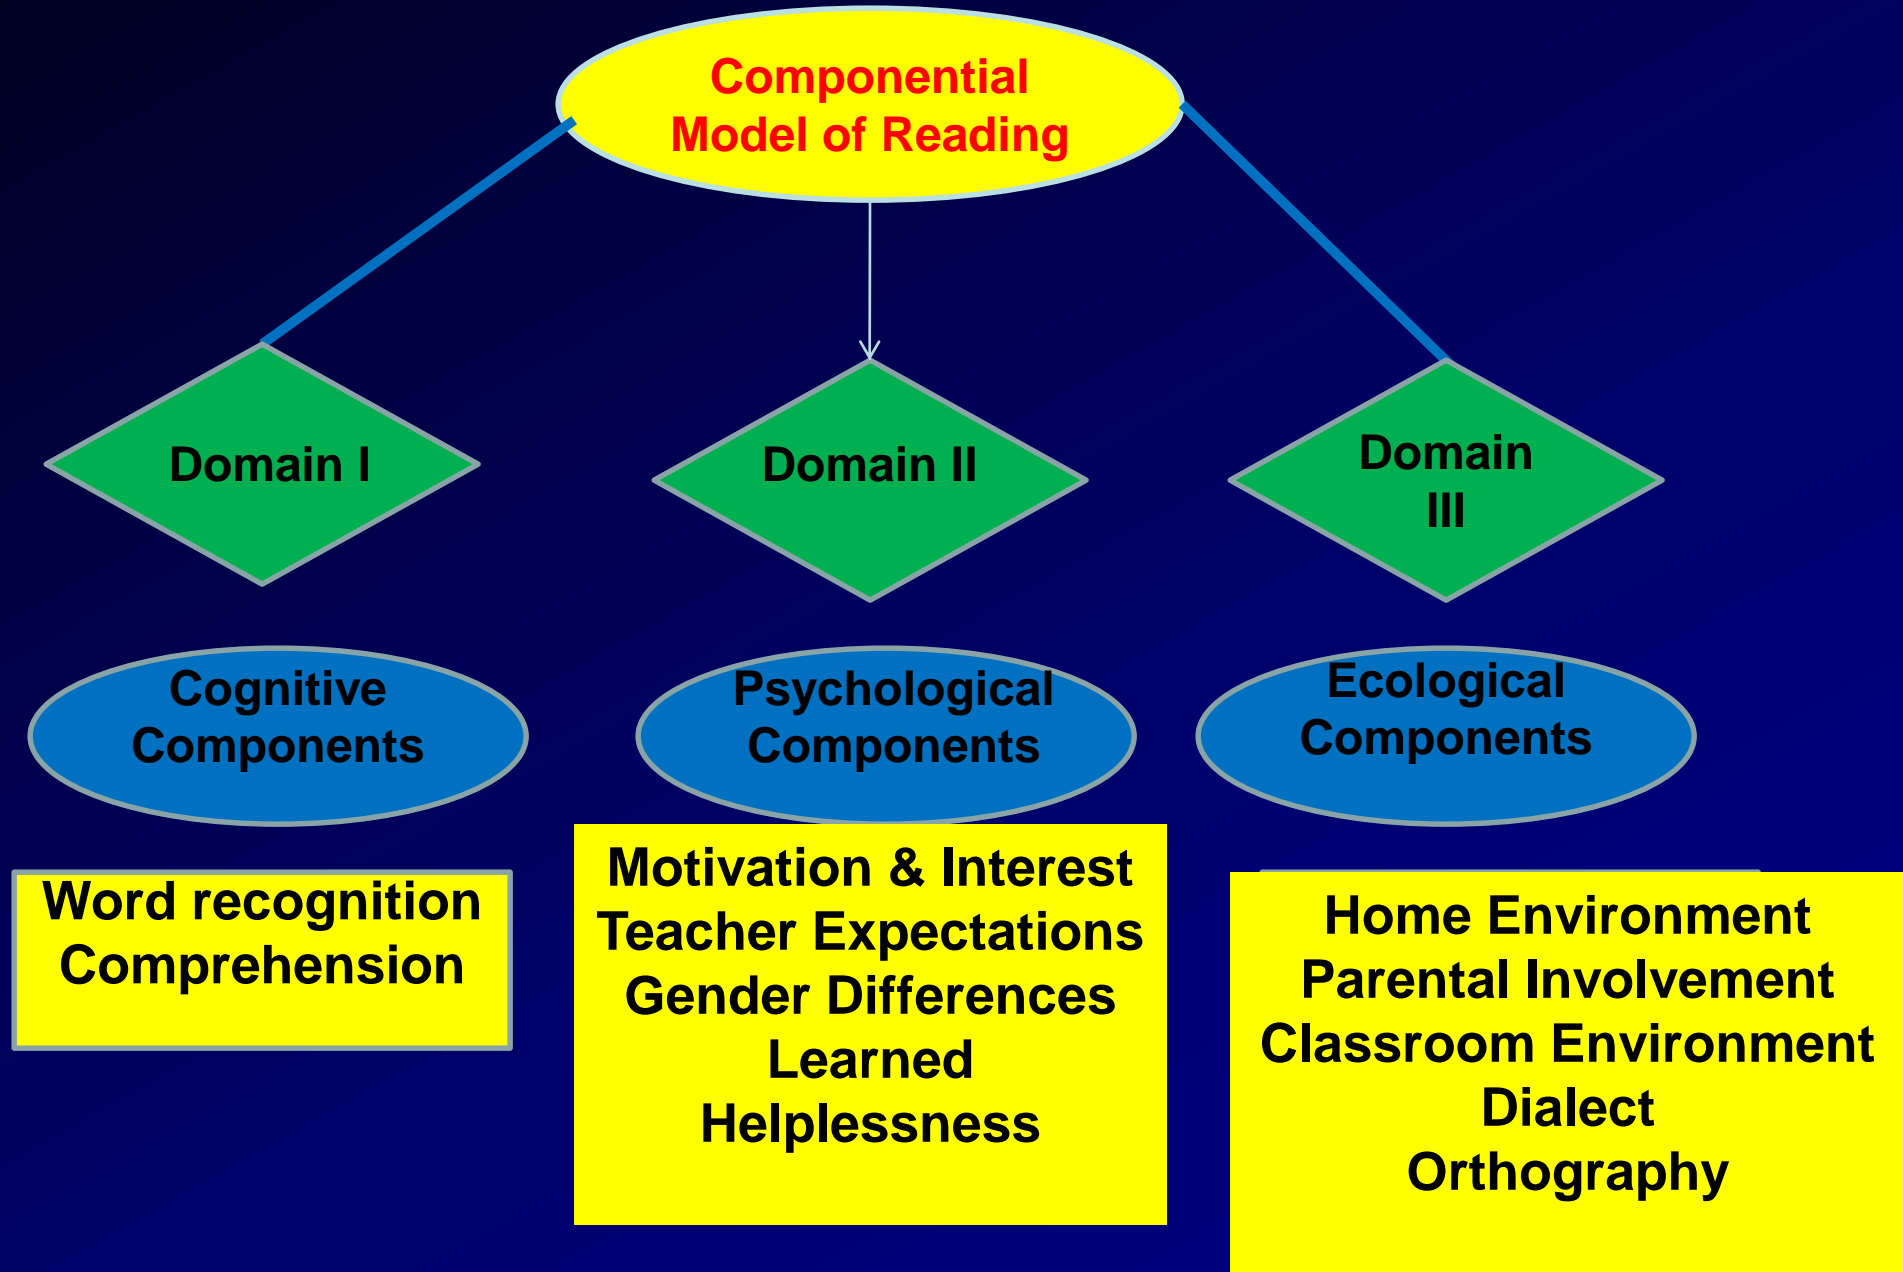 Componential
Model of Reading
Domain I
Domain II
Domain
III
Cognitive
Components
Psychological
Components
Ecological
Components
Word recognition
Comprehension
Motivation & Interest
Teacher Expectations
Gender Differences
Learned
Helplessness
Home Environment
Parental Involvement
Classroom Environment
Dialect
Orthography